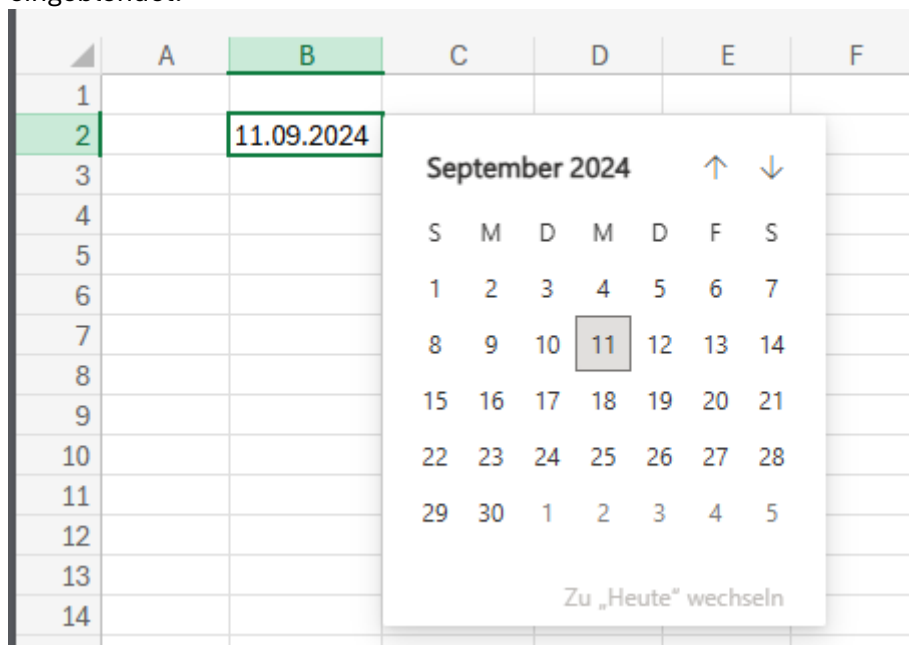 eingeblendet.
A B C D E F
1
2 11.09.2024
3
4
5
6
7
8
9
10
11
12
13
14
September 2024 ↑ ↓
S M D M D F S
1 2 3 4 5 6 7
8 9 10 11 12 13 14
15 16 17 18 19 20 21
22 23 24 25 26 27 28
29 30 1 2 3 4 5
Zu „Heute“ wechseln